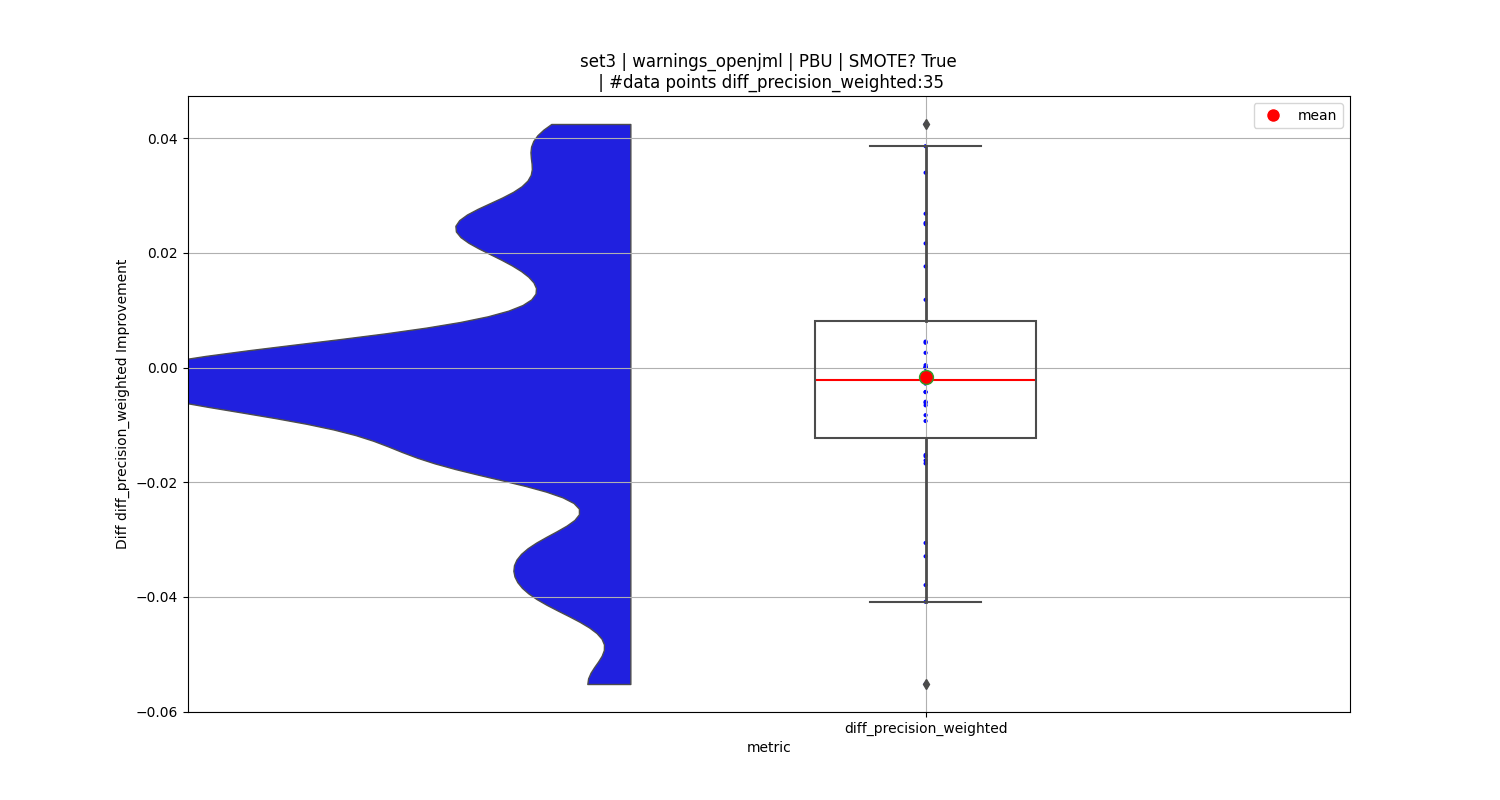 set3 | warnings_openjml | PBU | SMOTE? True
| #data points diff_precision_weighted:35
mean
0.04
0.02
0.00
−0.02
−0.04
−0.06
Diff diff_precision_weighted Improvement
diff_precision_weighted
metric